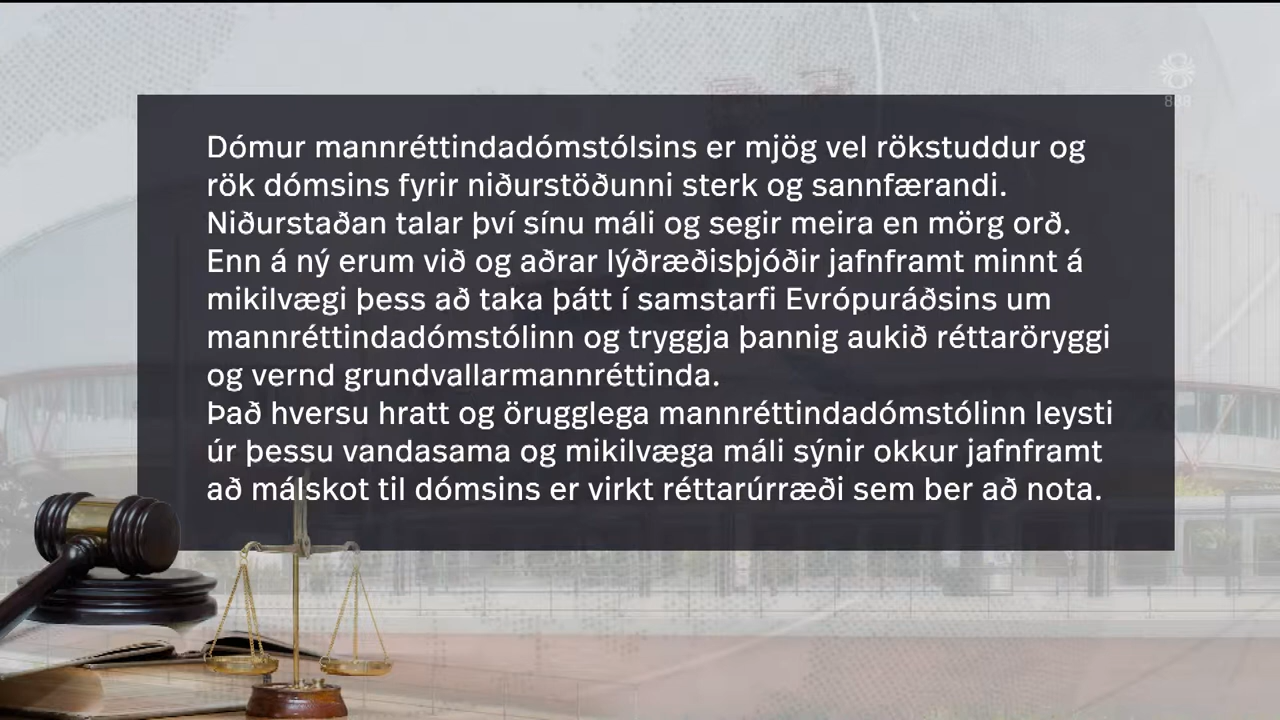 888
Dómur mannréttindadómstólsins er mjög vel rökstuddur og
rök dómsins fyrir niðurstöðunni sterk og sannfærandi.
Niðurstaðan talar því sínu máli og segir meira en mörg orð.
Enn á ný erum við og aðrar lýðræðisþjóðir jafnframt minnt á
mikilvægi þess að taka þátt í samstarfi Evrópuráðsins um
mannréttindadómstólinn og tryggja þannig aukið réttaröryggi
og vernd grundvallarmannréttinda.
Það hversu hratt og örugglega mannréttindadómstólinn leysti
úr þessu vandasama og mikilvæga máli sýnir okkur jafnframt
að málskot til dómsins er virkt réttarúrræði sem ber að nota.